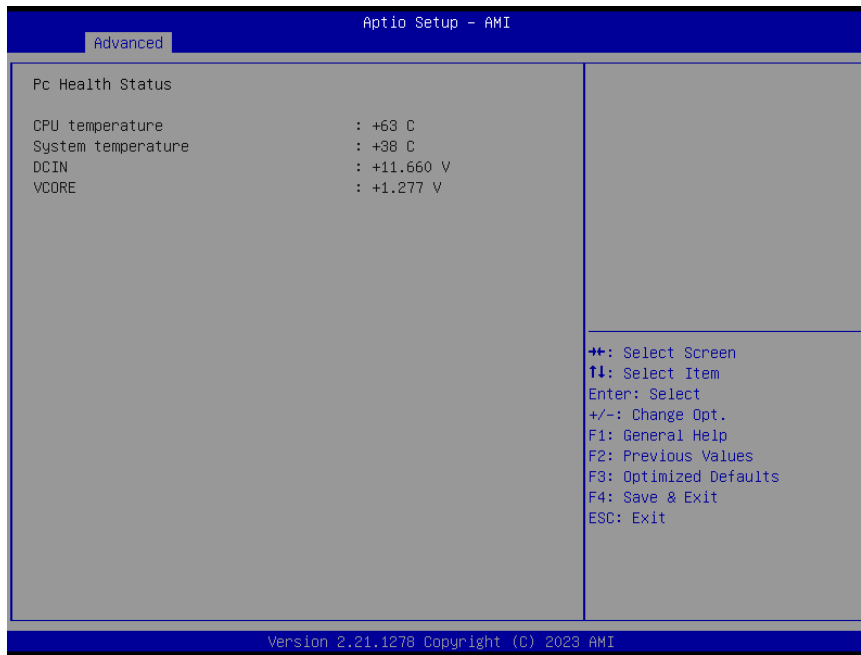 Aptio Setup – AMI
Advanced
Pc Health Status
CPU temperature : +63 C
System temperature : +38 C
DCIN : +11.660 V
VCORE : +1.277 V
→←: Select Screen
↑↓: Select Item
Enter: Select
+/-: Change Opt.
F1: General Help
F2: Previous Values
F3: Optimized Defaults
F4: Save & Exit
ESC: Exit
Version 2.21.1278 Copyright (C) 2023 AMI